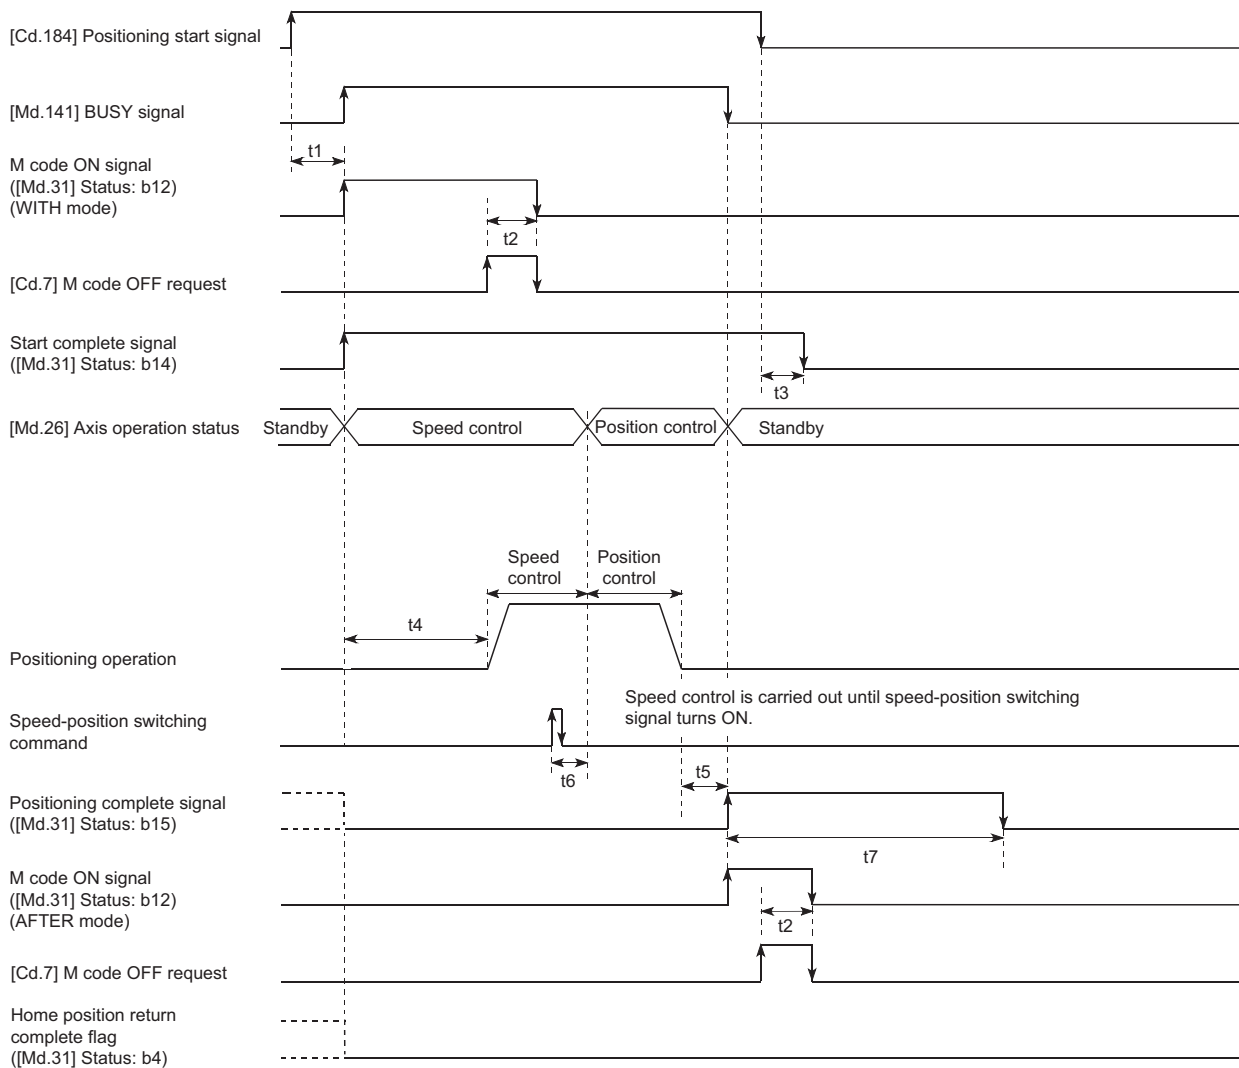 [Cd.184] Positioning start signal
[Md.141] BUSY signal
t1
M code ON signal
([Md.31] Status: b12)
(WITH mode)
t2
[Cd.7] M code OFF request
Start complete signal
([Md.31] Status: b14)
t3
[Md.26] Axis operation status
Standby
Speed control
Position control
Standby
Speed
control
Position
control
t4
Positioning operation
Speed control is carried out until speed-position switching
signal turns ON.
Speed-position switching
command
t6
t5
Positioning complete signal
([Md.31] Status: b15)
t7
M code ON signal
([Md.31] Status: b12)
(AFTER mode)
t2
[Cd.7] M code OFF request
Home position return
complete flag
([Md.31] Status: b4)